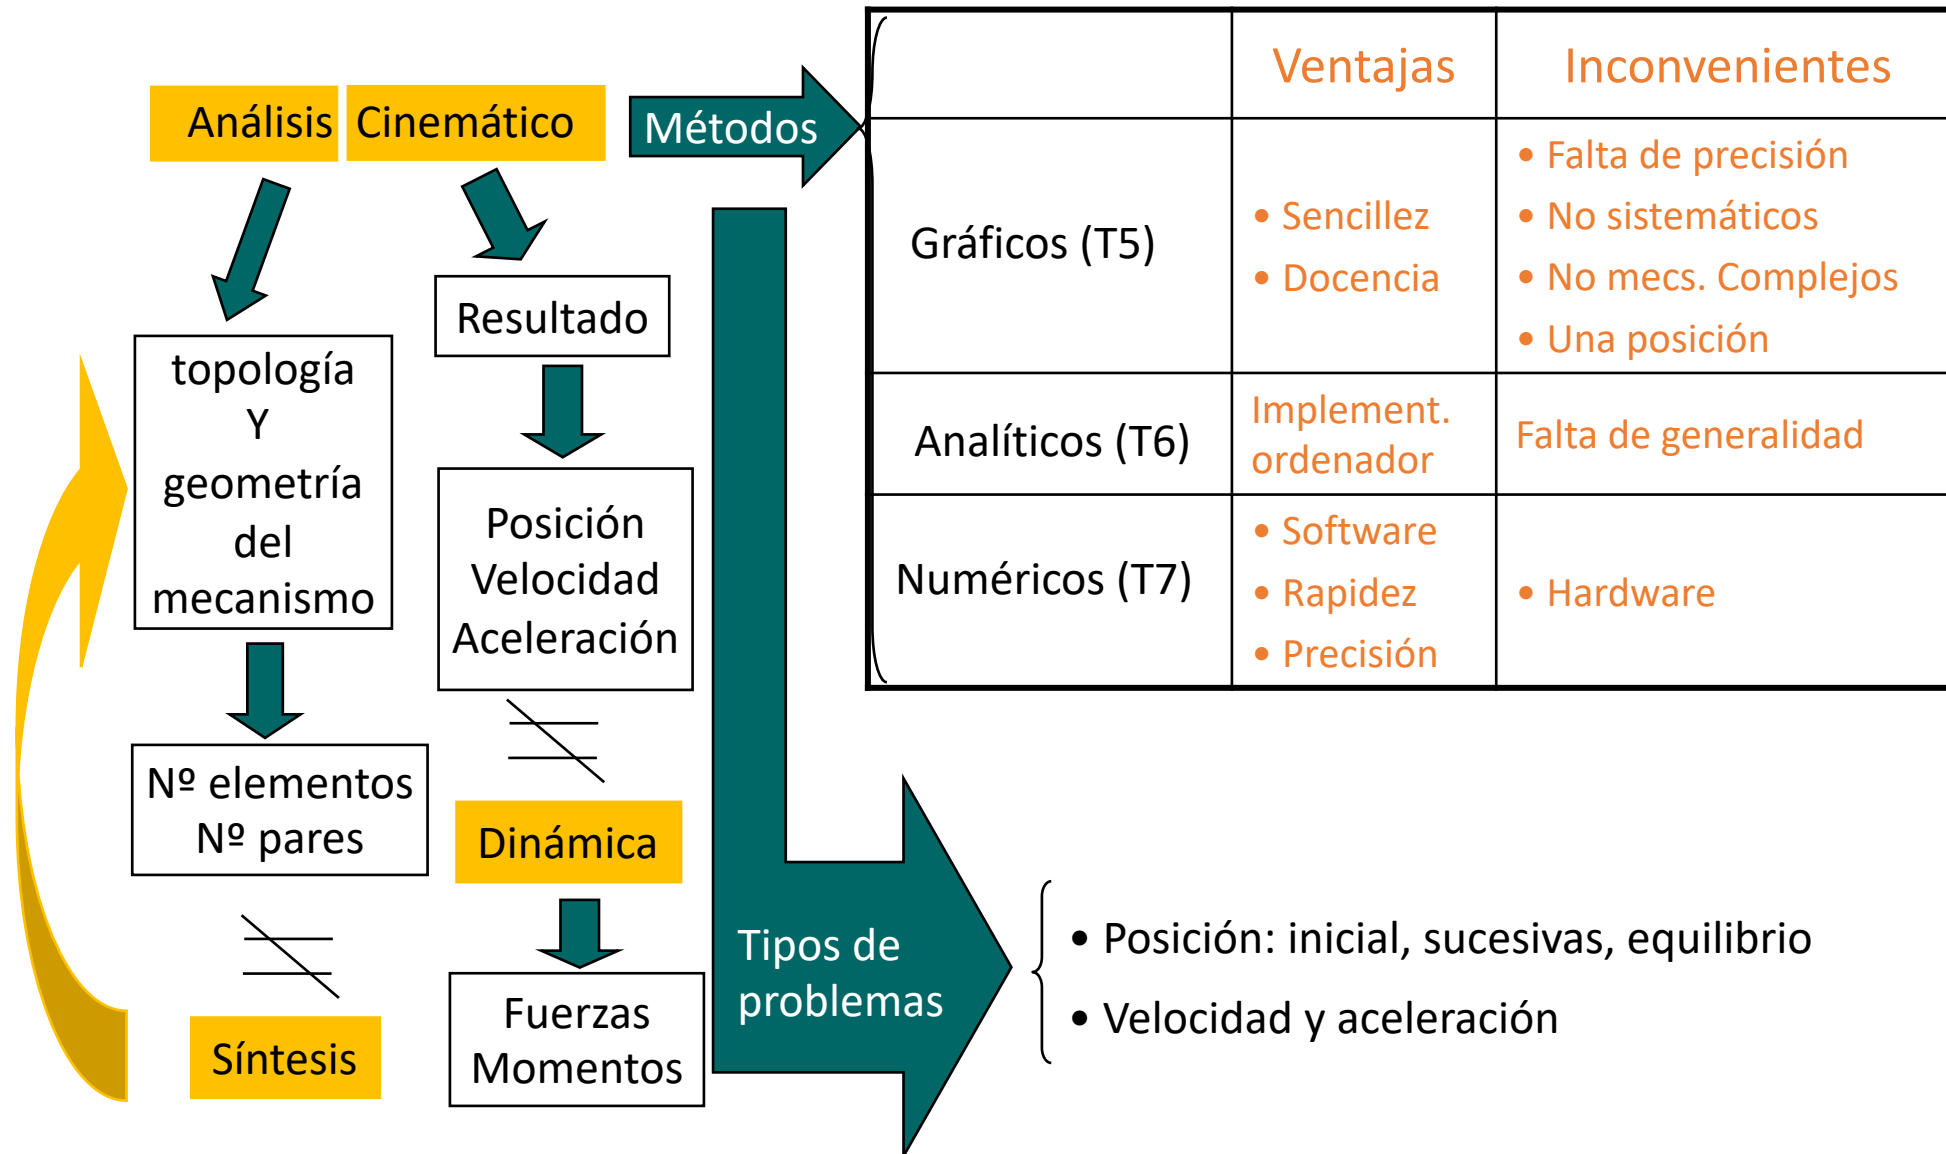 Análisis Cinemático
Métodos
topología
Y
geometría
del
mecanismo
Nº elementos
Nº pares
Síntesis
Resultado
Posición
Velocidad
Aceleración
Dinámica
Fuerzas
Momentos
Ventajas
Inconvenientes
Gráficos (T5)
• Sencillez
• Docencia
• Falta de precisión
• No sistemáticos
• No mecs. Complejos
• Una posición
Analíticos (T6)
Implement.
ordenador
Falta de generalidad
Numéricos (T7)
• Software
• Rapidez
• Precisión
• Hardware
Tipos de
problemas
• Posición: inicial, sucesivas, equilibrio
• Velocidad y aceleración